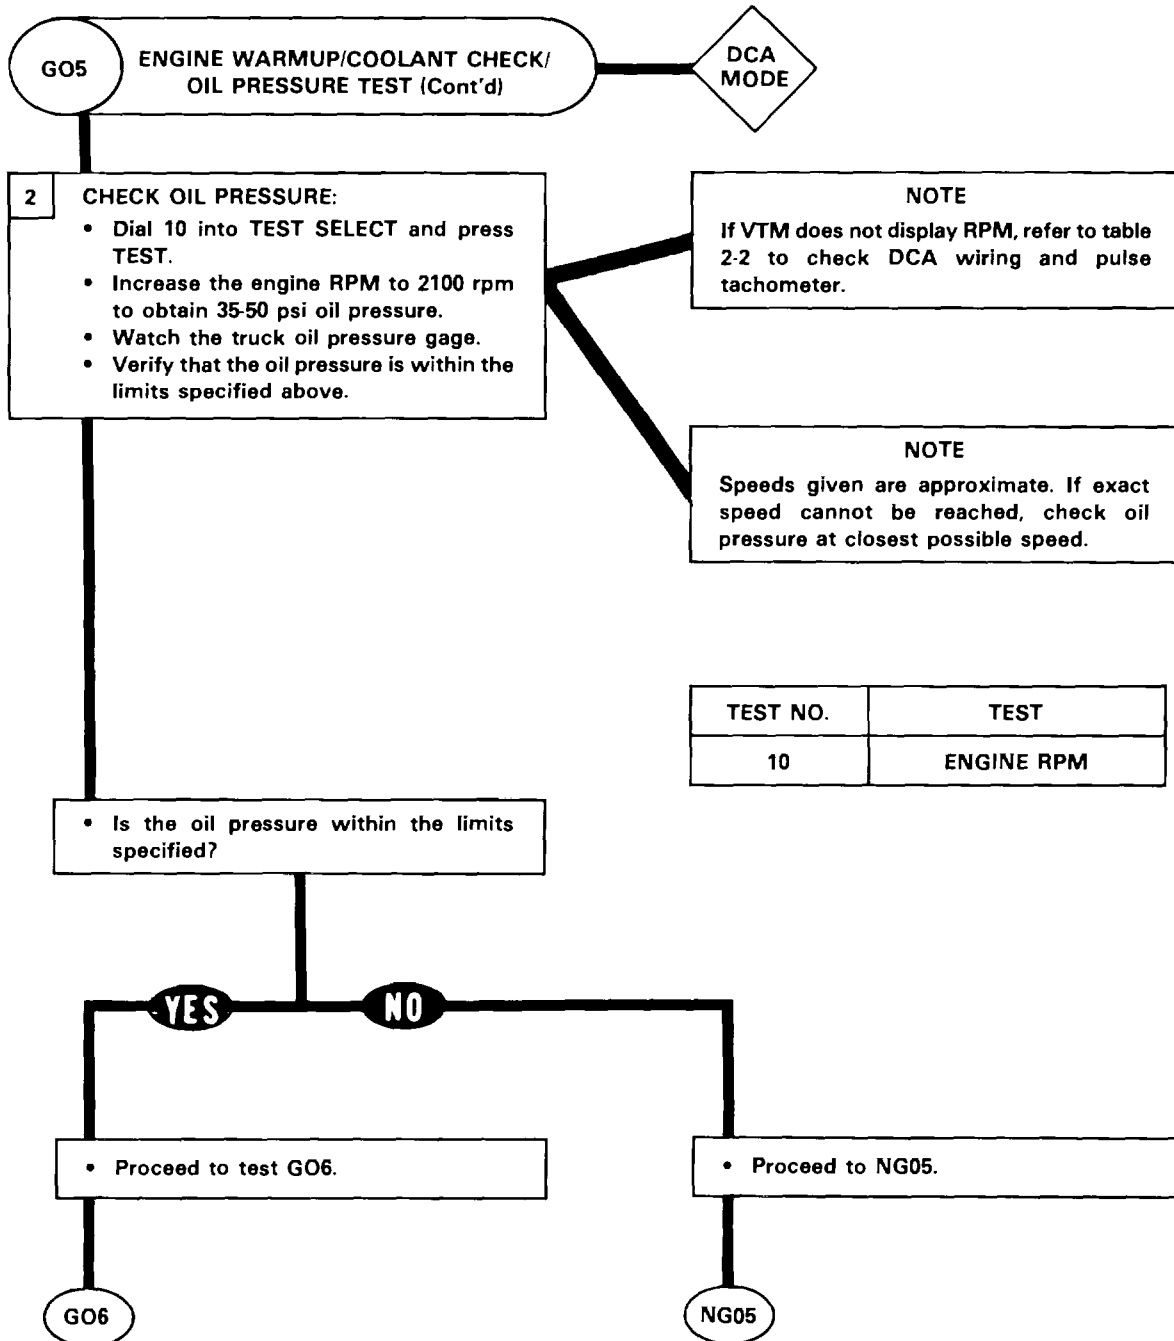 GO5
ENGINE WARMUP/COOLANT CHECK/
OIL PRESSURE TEST (Cont'd)
DCA
MODE
2
CHECK OIL PRESSURE:
• Dial 10 into TEST SELECT and press
TEST.
• Increase the engine RPM to 2100 rpm
to obtain 35-50 psi oil pressure.
• Watch the truck oil pressure gage.
• Verify that the oil pressure is within the
limits specified above.
NOTE
If VTM does not display RPM, refer to table
2-2 to check DCA wiring and pulse
tachometer.
NOTE
Speeds given are approximate. If exact
speed cannot be reached, check oil
pressure at closest possible speed.
TEST NO. TEST
10 ENGINE RPM
• Is the oil pressure within the limits
specified?
YES NO
• Proceed to test GO6.
• Proceed to NG05.
GO6
NG05